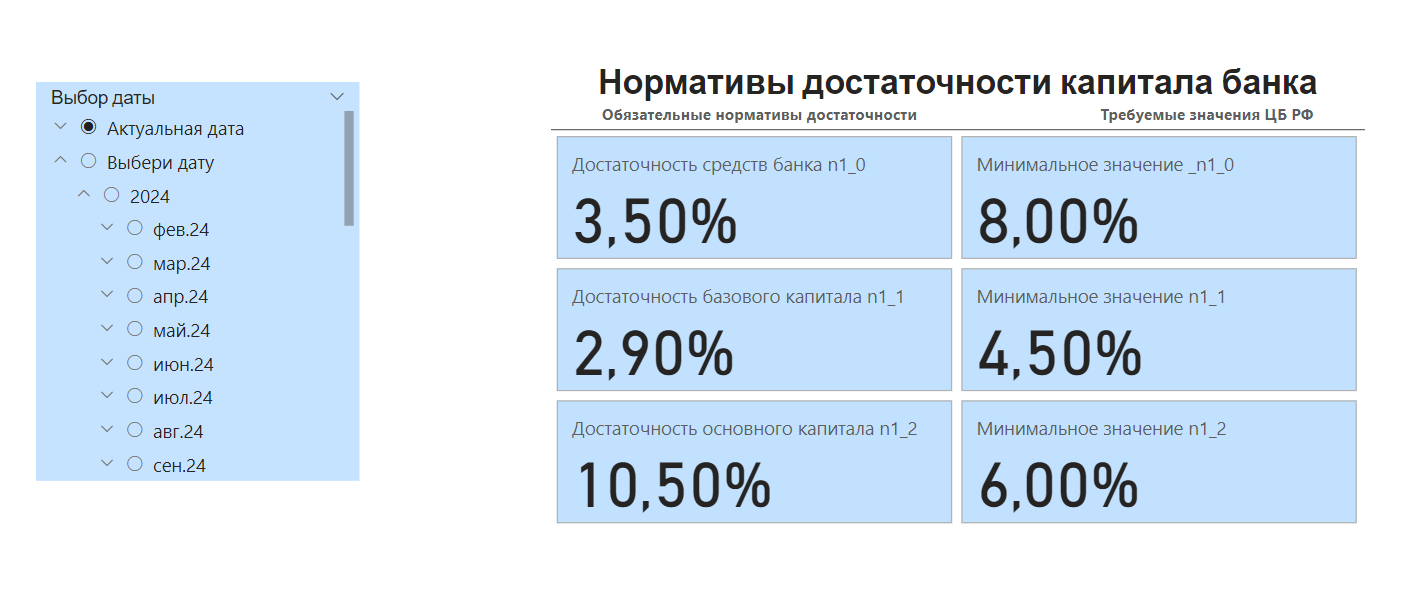 Выбор даты
Актуальная дата
Выбери дату
2024
фев.24
мар.24
апр.24
май.24
июн.24
июл.24
авг.24
сен.24
Нормативы достаточности капитала банка
Обязательные нормативы достаточности
Требуемые значения ЦБ РФ
Достаточность средств банка n1_0
3,50%
Минимальное значение _n1_0
8,00%
Достаточность базового капитала n1_1
2,90%
Минимальное значение n1_1
4,50%
Достаточность основного капитала n1_2
10,50%
Минимальное значение n1_2
6,00%